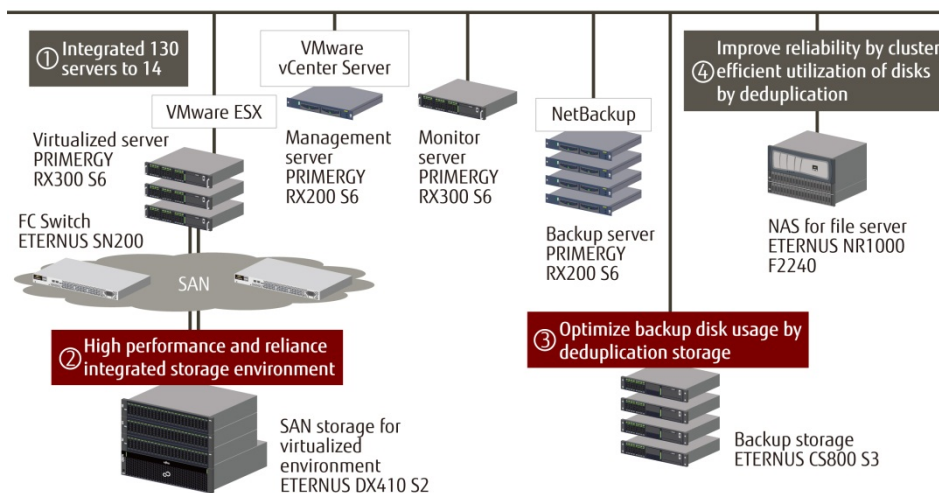 ① Integrated 130
servers to 14
VMware
vCenter Server
Improve reliability by cluster
④ efficient utilization of disks
by deduplication
VMware ESX
NetBackup
Virtualized server
PRIMERGY
RX300 S6
Management
server
PRIMERGY
RX200 S6
Monitor
server
PRIMERGY
RX300 S6
FC Switch
ETERNUS SN200
Backup server
PRIMERGY
RX200 S6
NAS for file server
ETERNUS NR1000
F2240
SAN
② High performance and reliance
integrated storage environment
③ Optimize backup disk usage by
deduplication storage
SAN storage for
virtualized
environment
ETERNUS DX410 S2
Backup storage
ETERNUS CS800 S3